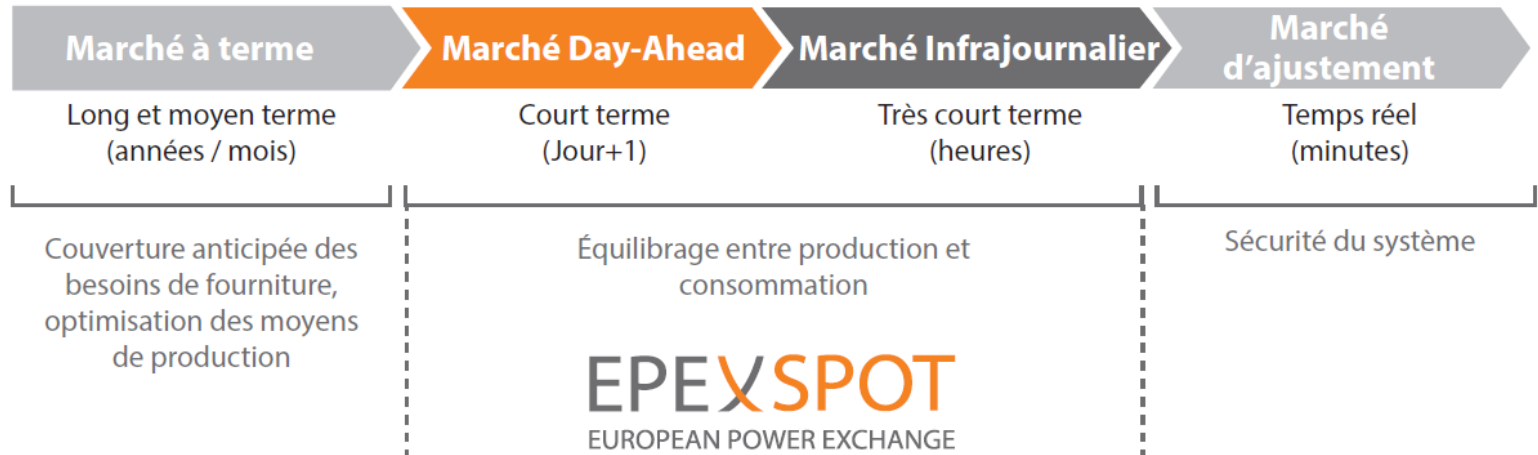 Marché à terme
Marché Day-Ahead
Marché Infrajournalier
Marché
d’ajustement
Long et moyen terme
(années / mois)
Court terme
(Jour+1)
Très court terme
(heures)
Temps réel
(minutes)
Couverture anticipée des
besoins de fourniture,
optimisation des moyens
de production
Équilibrage entre production et
consommation
Sécurité du système
EPEXSPOT
EUROPEAN POWER EXCHANGE